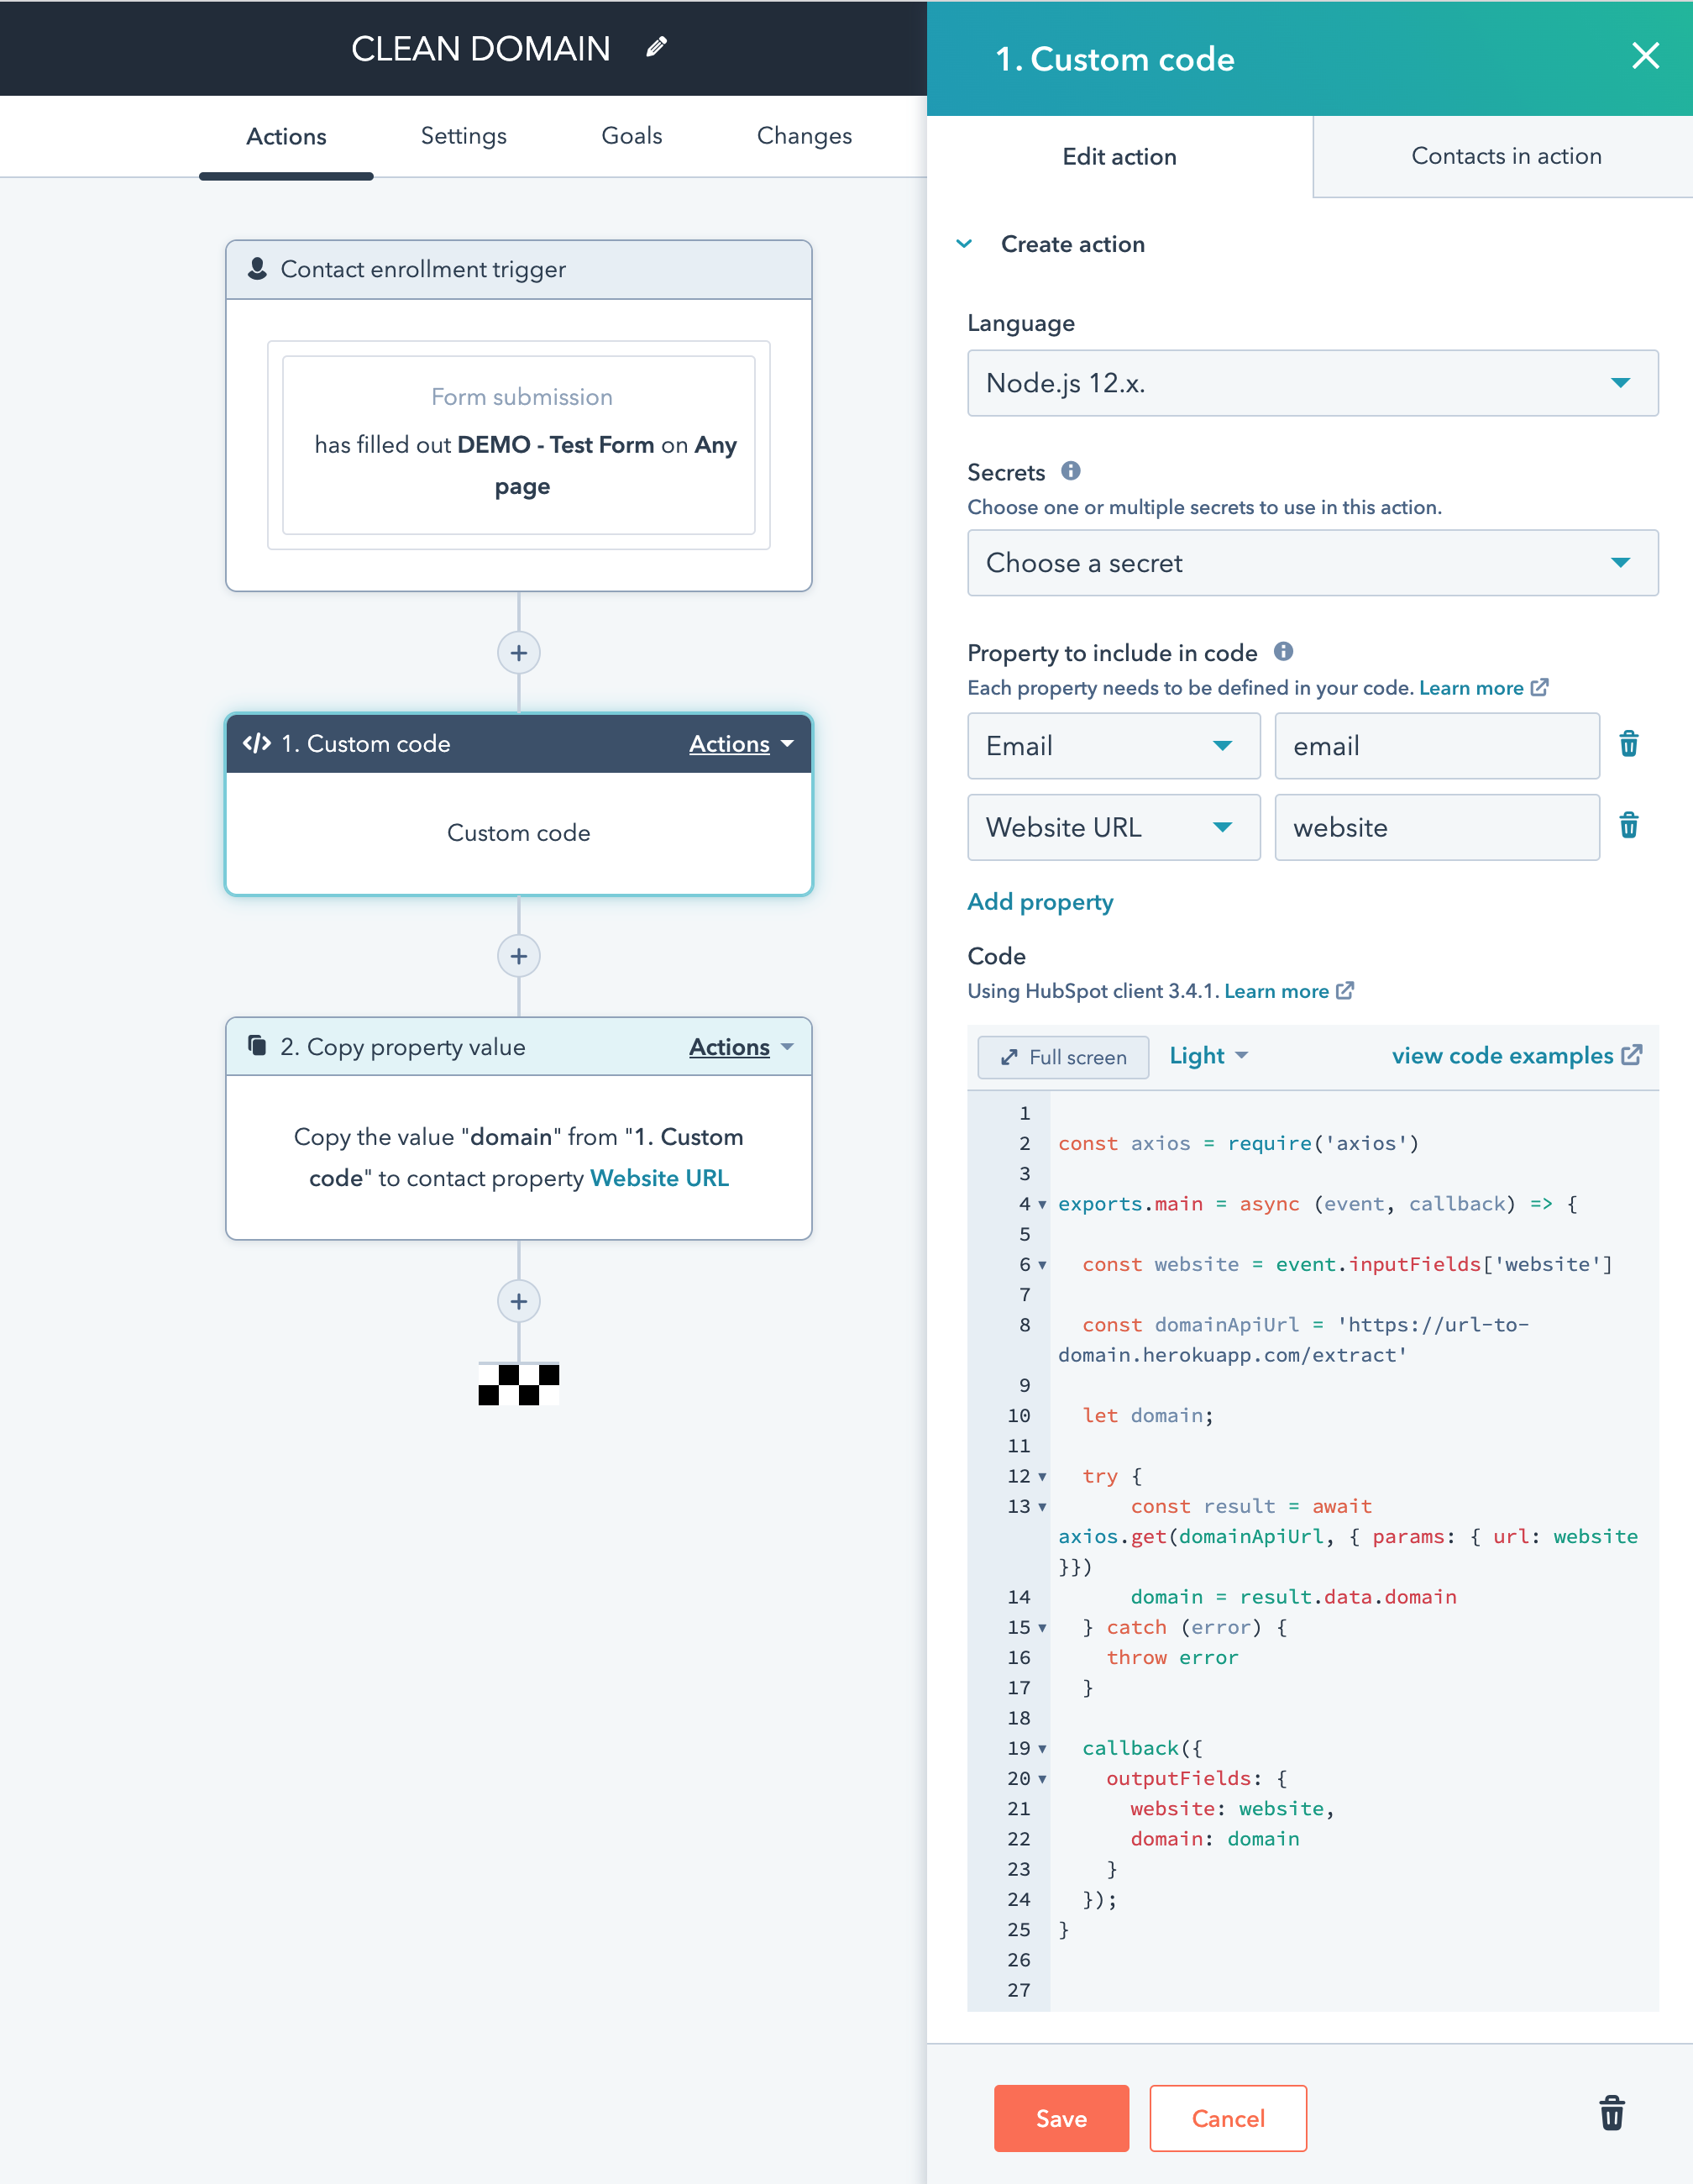 CLEAN DOMAIN
Actions
Settings
Goals
Changes
Contact enrollment trigger
Form submission
has filled out DEMO - Test Form on Any
page
1. Custom code
Actions
Custom code
2. Copy property value
Actions
Copy the value "domain" from "1. Custom
code" to contact property Website URL
1. Custom code
Edit action
Contacts in action
Create action
Language
Node.js 12.x.
Secrets
Choose one or multiple secrets to use in this action.
Choose a secret
Property to include in code
Each property needs to be defined in your code. Learn more
Email
email
Website URL
website
Add property
Code
Using HubSpot client 3.4.1. Learn more
Full screen
Light
view code examples
1
2 const axios = require('axios')
3
4 exports.main = async (event, callback) => {
5
6 const website = event.inputFields['website']
7
8 const domainApiUrl = 'https://url-to-
domain.herokuapp.com/extract'
9
10 let domain;
11
12 try {
13 const result = await
axios.get(domainApiUrl, { params: { url: website
}})
14 domain = result.data.domain
15 } catch (error) {
16 throw error
17 }
18
19 callback({
20 outputFields: {
21 website: website,
22 domain: domain
23 }
24 });
25 }
26
27
Save
Cancel